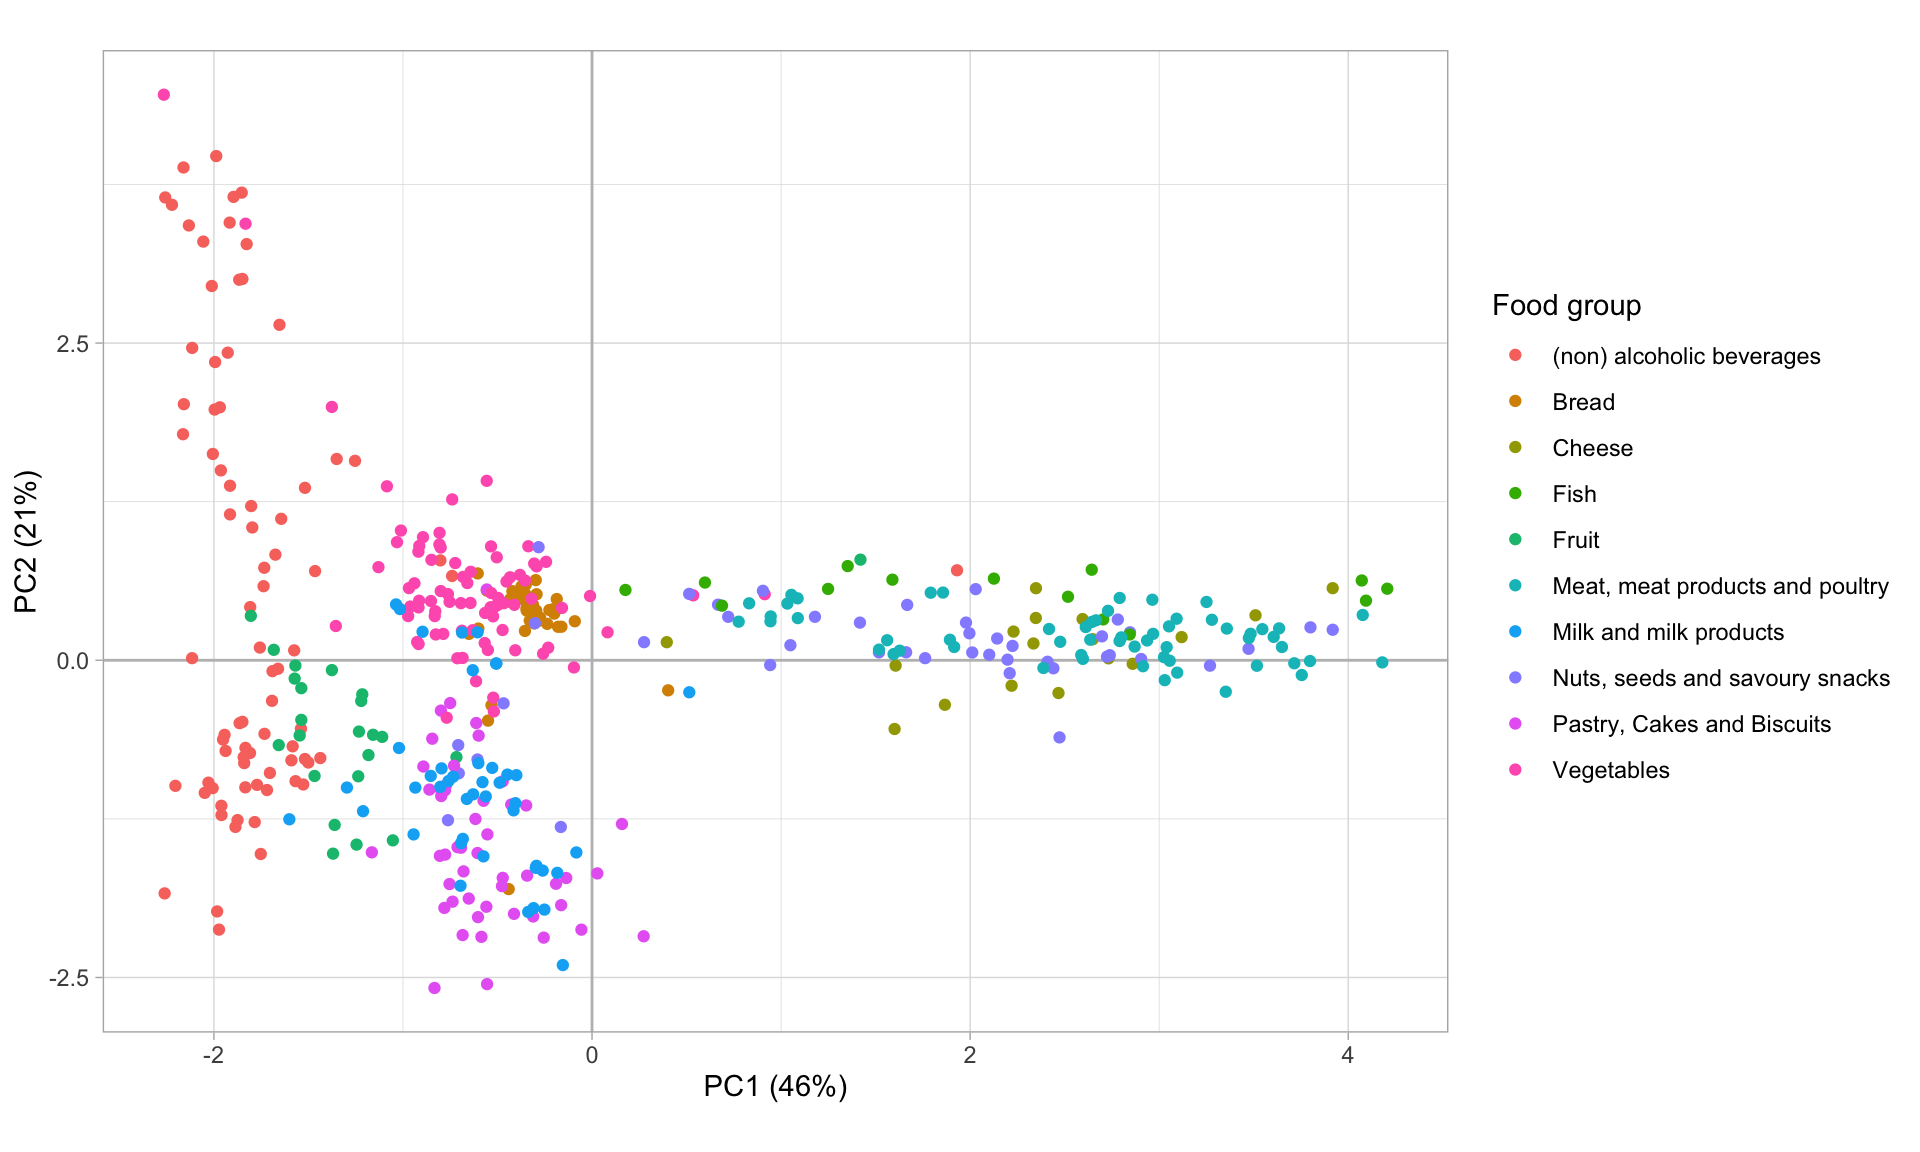 2.5
0.0
-2.5
PC2 (21%)
-2
0
2
4
PC1 (46%)
Food group
(non) alcoholic beverages
Bread
Cheese
Fish
Fruit
Meat, meat products and poultry
Milk and milk products
Nuts, seeds and savoury snacks
Pastry, Cakes and Biscuits
Vegetables